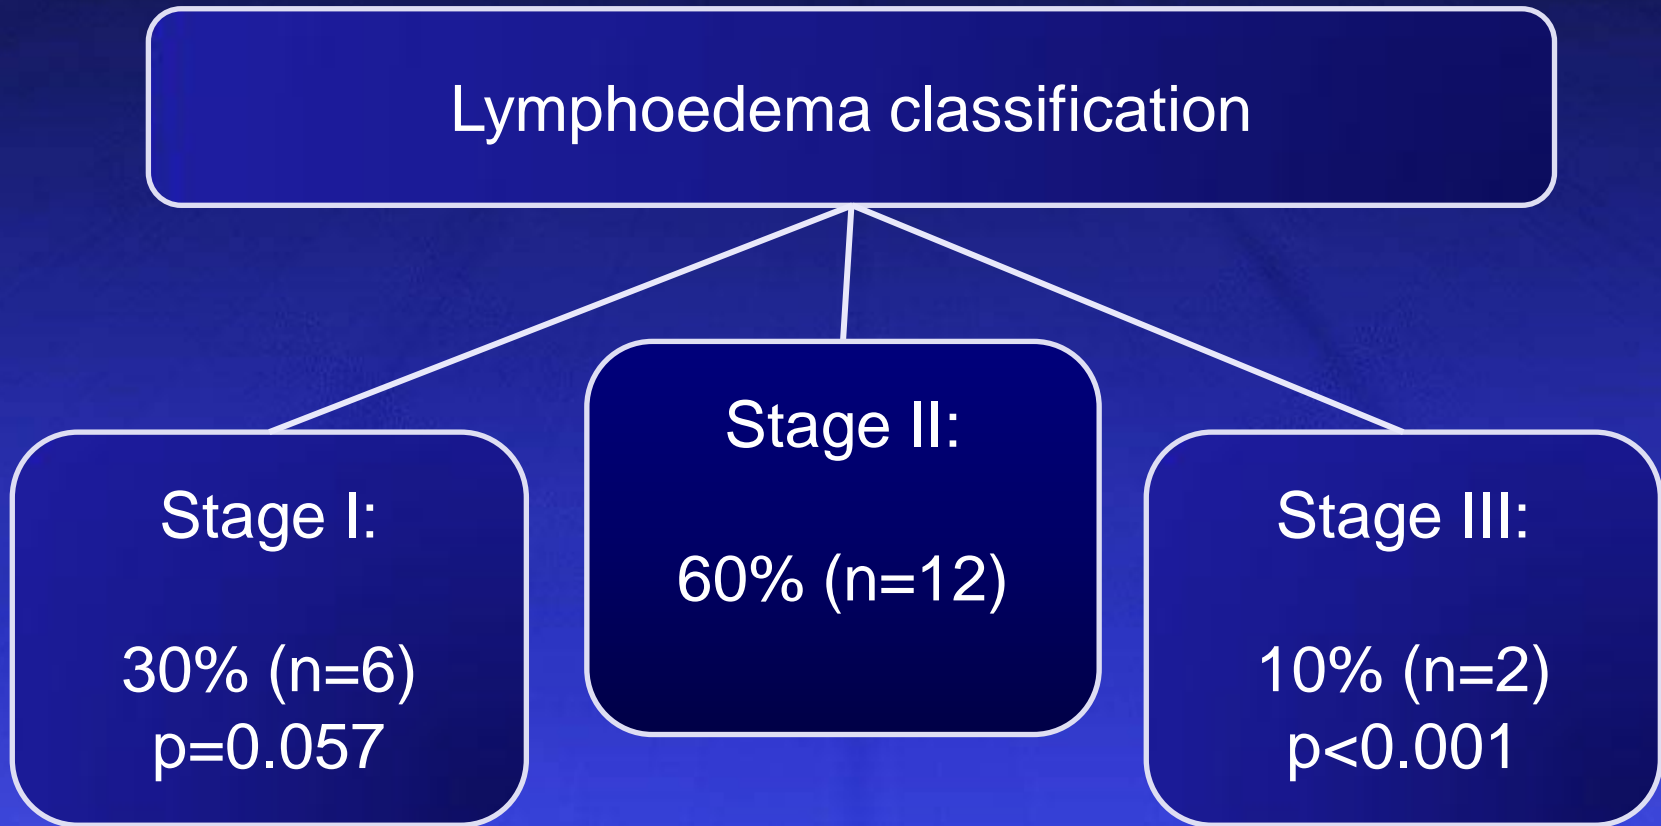 Lymphoedema classification
Stage I:
30% (n=6)
p=0.057
Stage II:
60% (n=12)
Stage III:
10% (n=2)
p<0.001